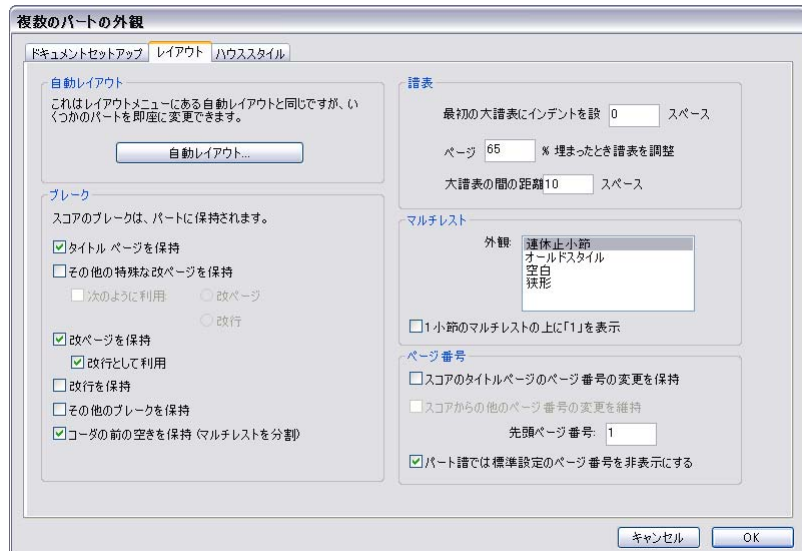 複数のパートの外観
ドキュメントセットアップ
レイアウト
ハウススタイル
自動レイアウト
これはレイアウトメニューにある自動レイアウトと同じですが、い
くつかのパートを即座に変更できます。
自動レイアウト...
ブレーク
スコアのブレークは、パートに保持されます。
タイトル ページを保持
その他の特殊な改ページを保持
次のように利用:
改ページ
改行
改ページを保持
改行として利用
改行を保持
その他のブレークを保持
コーダの前の空きを保持 (マルチレストを分割)
譜表
最初の大譜表にインデントを設 0 スペース
ページ 65 % 埋まったとき譜表を調整
大譜表の間の距離 10 スペース
マルチレスト
外観:
連休止小節
オールドスタイル
空白
狭形
1小節のマルチレストの上に「1」を表示
ページ番号
スコアのタイトルページのページ番号の変更を保持
スコアからの他のページ番号の変更を維持
先頭ページ番号: 1
パート譜では標準設定のページ番号を非表示にする
キャンセル
OK